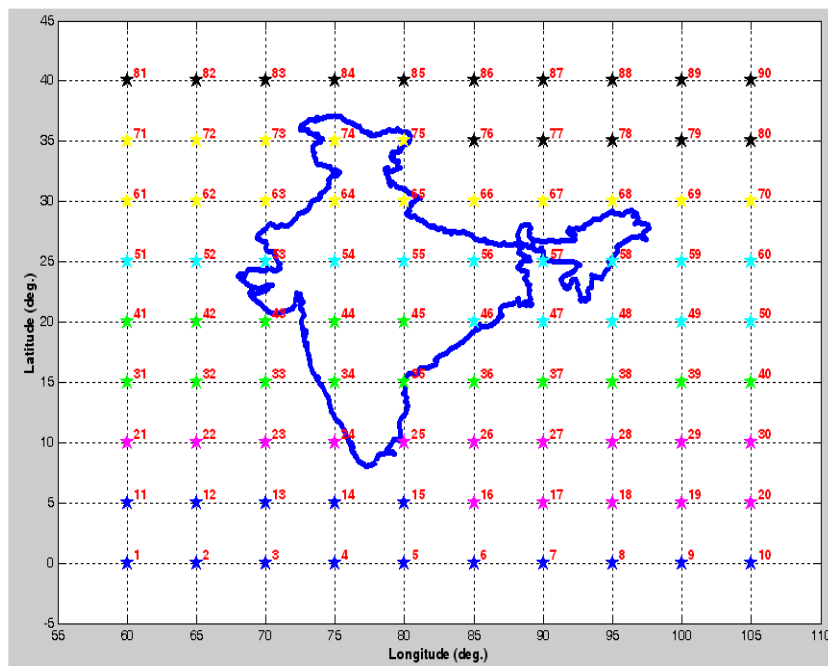 45
40 81 82 83 84 85 86 87 88 89 90
35 71 72 73 74 75 76 77 78 79 80
30 61 62 63 64 65 66 67 68 69 70
25 51 52 53 54 55 56 57 58 59 60
20 41 42 43 44 45 46 47 48 49 50
15 31 32 33 34 35 36 37 38 39 40
10 21 22 23 24 25 26 27 28 29 30
5 11 12 13 14 15 16 17 18 19 20
0 1 2 3 4 5 6 7 8 9 10
-5
55 60 65 70 75 80 85 90 95 100 105 110
Latitude (deg.)
Longitude (deg.)